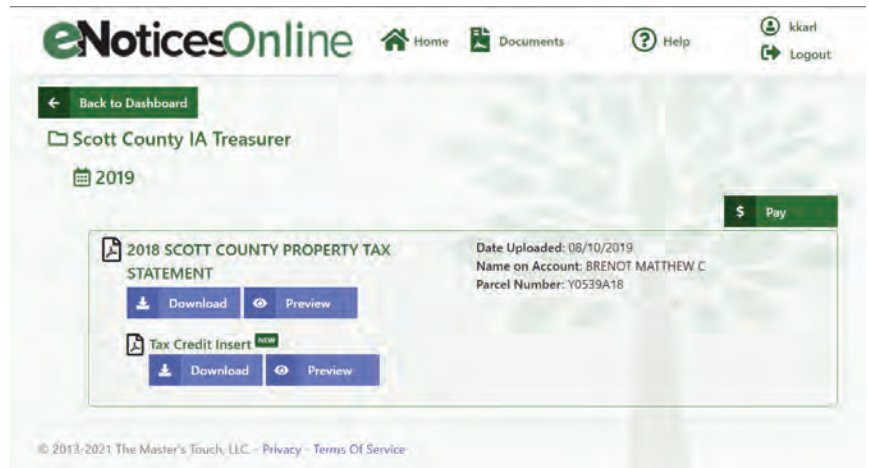 eNoticesOnline Home Documents Help kkarl
Logout
Back to Dashboard
Scott County IA Treasurer
2019
$ Pay
2018 SCOTT COUNTY PROPERTY TAX
STATEMENT
Download Preview
Tax Credit Insert NEW
Download Preview
Date Uploaded: 08/10/2019
Name on Account: BRENOT MATTHEW C
Parcel Number: Y0539A18
© 2013-2021 The Master's Touch, LLC - Privacy - Terms Of Service